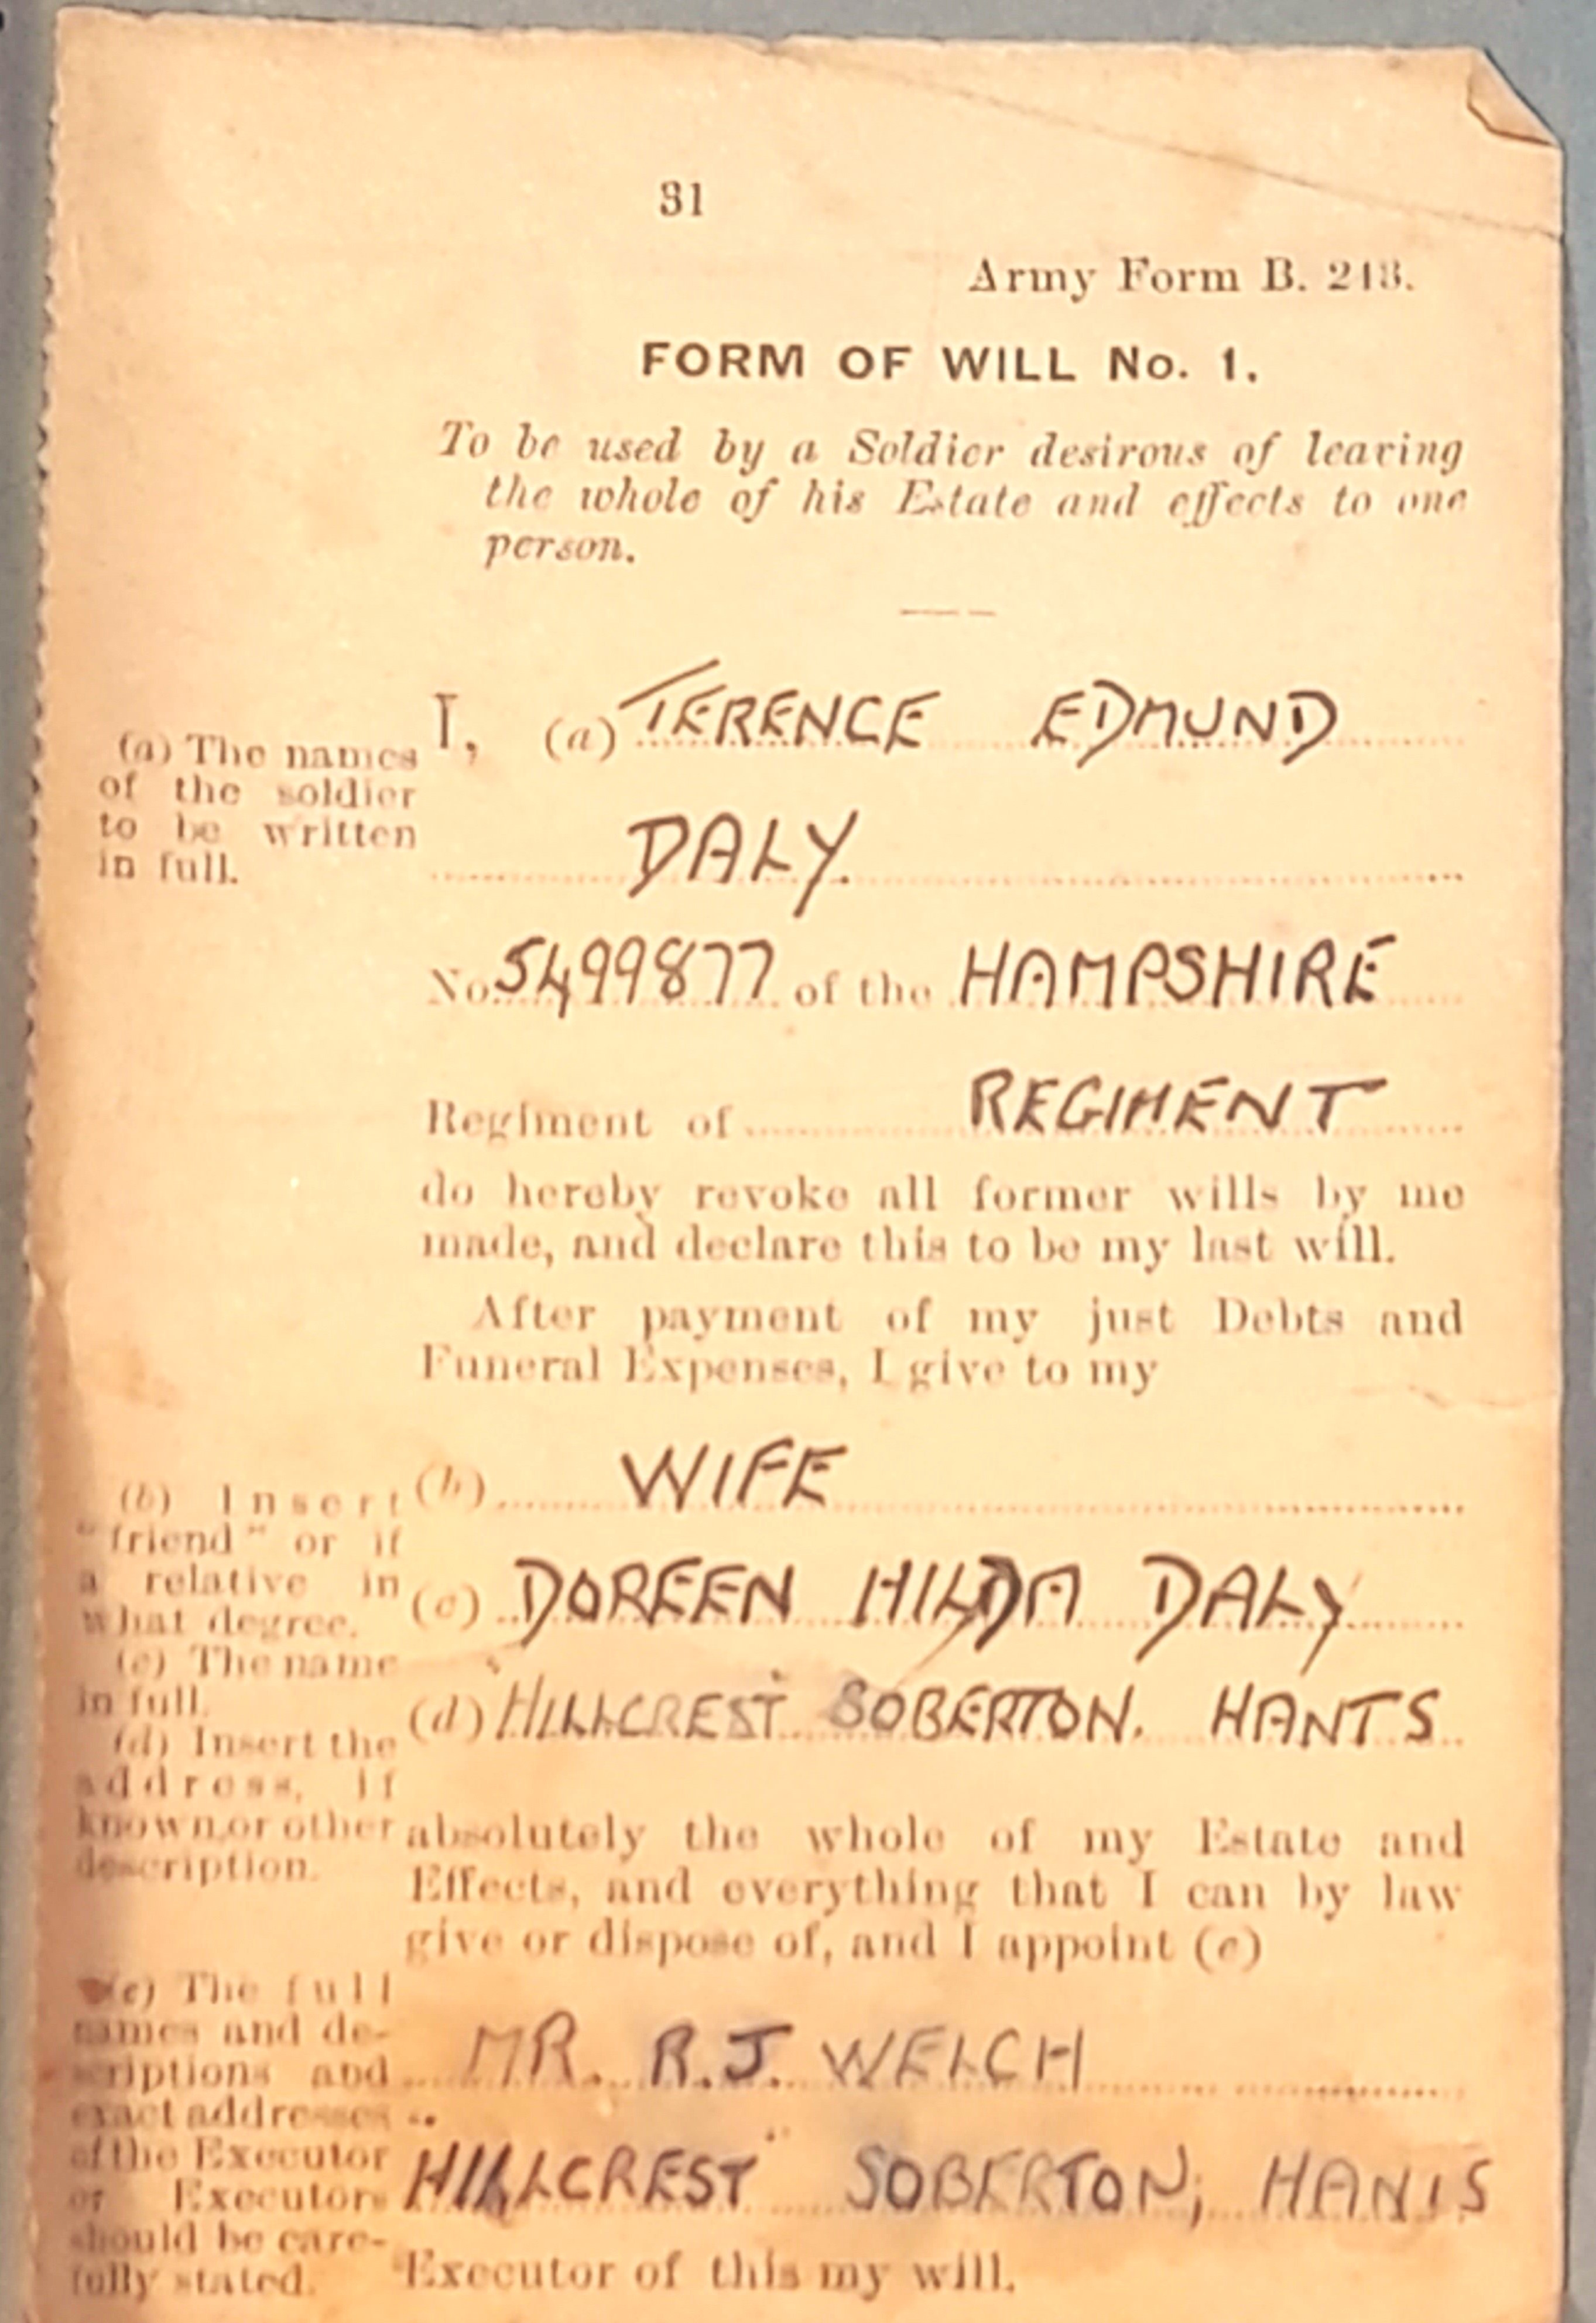 31
Army Form B. 243.
FORM OF WILL No. 1.
To be used by a Soldier desirous of leaving
the whole of his Estate and effects to one
person.
I, (a) TERENCE EDMUND
(a) The names
of the soldier
to be written
in full.
DALY.
No. 5499877 of the HAMPSHIRE
Regiment of REGIMENT
do hereby revoke all former wills by me
made, and declare this to be my last will.
After payment of my just Debts and
Funeral Expenses, I give to my
(b) WIFE
(b) Insert
"friend" or if
a relative in
what degree.
(c) DOREEN HILDA DALY
(c) The name
in full.
(d) "HILLCREST" SOBERTON. HANTS
(d) Insert the
address, if
known, or other
description.
absolutely the whole of my Estate and
Effects, and everything that I can by law
give or dispose of, and I appoint (e)
(e) The full
names and de-
scriptions and
exact addresses
of the Executor
or Executors
should be care-
fully stated.
MR. R.J. WELCH
"HILLCREST" SOBERTON, HANTS
Executor of this my will.